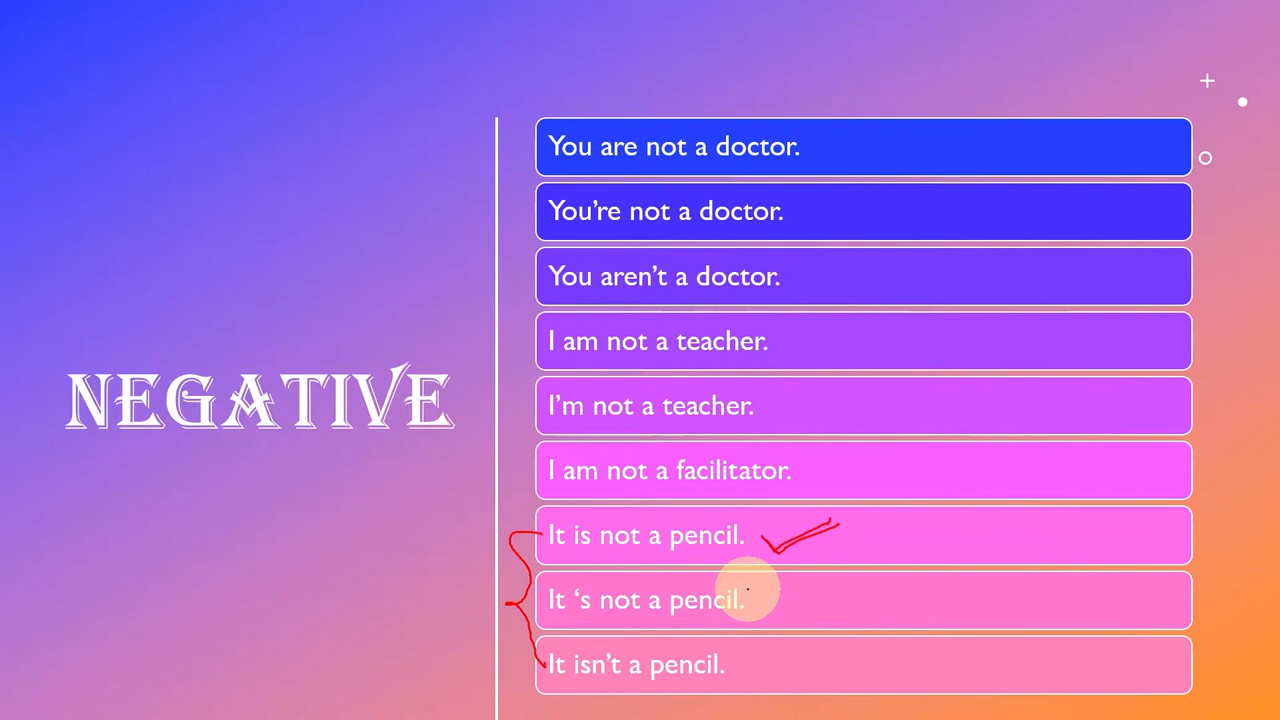 NEGATIVE
You are not a doctor.
You’re not a doctor.
You aren’t a doctor.
I am not a teacher.
I’m not a teacher.
I am not a facilitator.
It is not a pencil.
It ‘s not a pencil.
It isn’t a pencil.